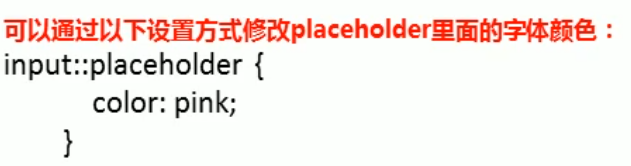 可以通过以下设置方式修改placeholder里面的字体颜色：
input::placeholder {
color: pink;
}